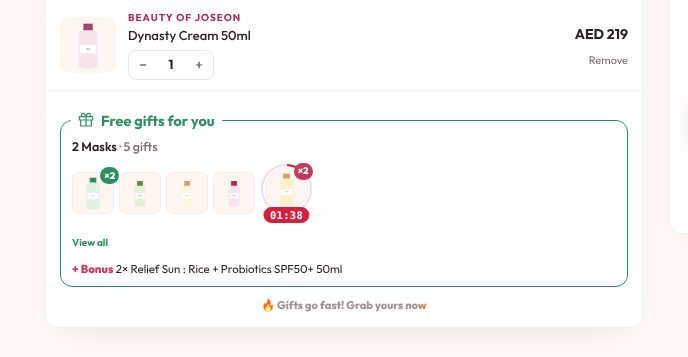 BEAUTY OF JOSEON
Dynasty Cream 50ml
AED 219
− 1 +
Remove
Free gifts for you
2 Masks · 5 gifts
×2
×2
01:38
View all
+ Bonus 2× Relief Sun : Rice + Probiotics SPF50+ 50ml
🔥 Gifts go fast! Grab yours now